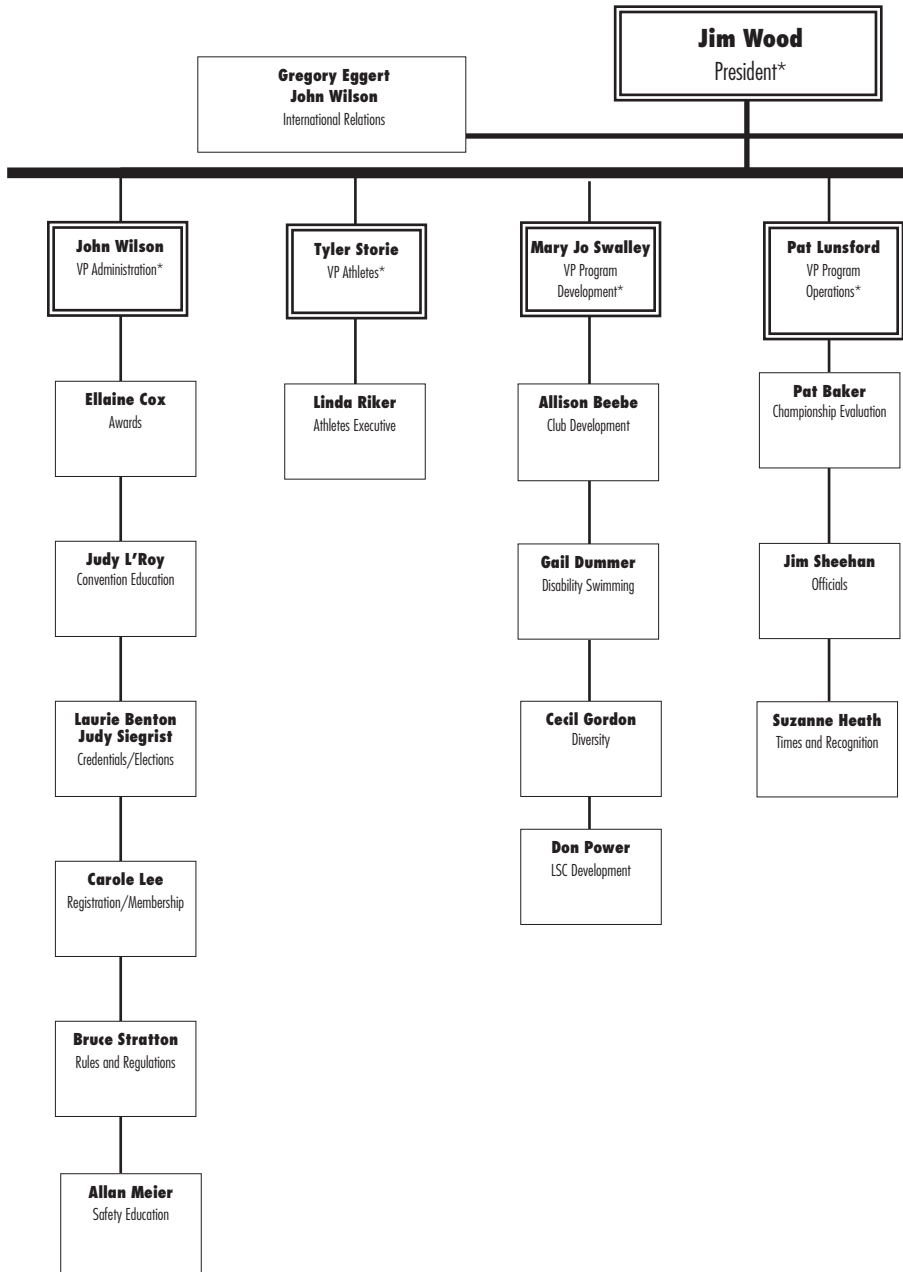 Jim Wood
President*
Gregory Eggert
John Wilson
International Relations
John Wilson
VP Administration*
Tyler Storie
VP Athletes*
Mary Jo Swalley
VP Program
Development*
Pat Lunsford
VP Program
Operations*
Ellaine Cox
Awards
Linda Riker
Athletes Executive
Allison Beebe
Club Development
Pat Baker
Championship Evaluation
Judy L'Roy
Convention Education
Gail Dummer
Disability Swimming
Jim Sheehan
Officials
Laurie Benton
Judy Siegrist
Credentials/Elections
Cecil Gordon
Diversity
Suzanne Heath
Times and Recognition
Carole Lee
Registration/Membership
Don Power
LSC Development
Bruce Stratton
Rules and Regulations
Allan Meier
Safety Education